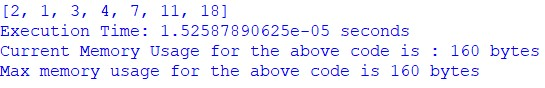 [2, 1, 3, 4, 7, 11, 18]
Execution Time: 1.52587890625e-05 seconds
Current Memory Usage for the above code is : 160 bytes
Max memory usage for the above code is 160 bytes